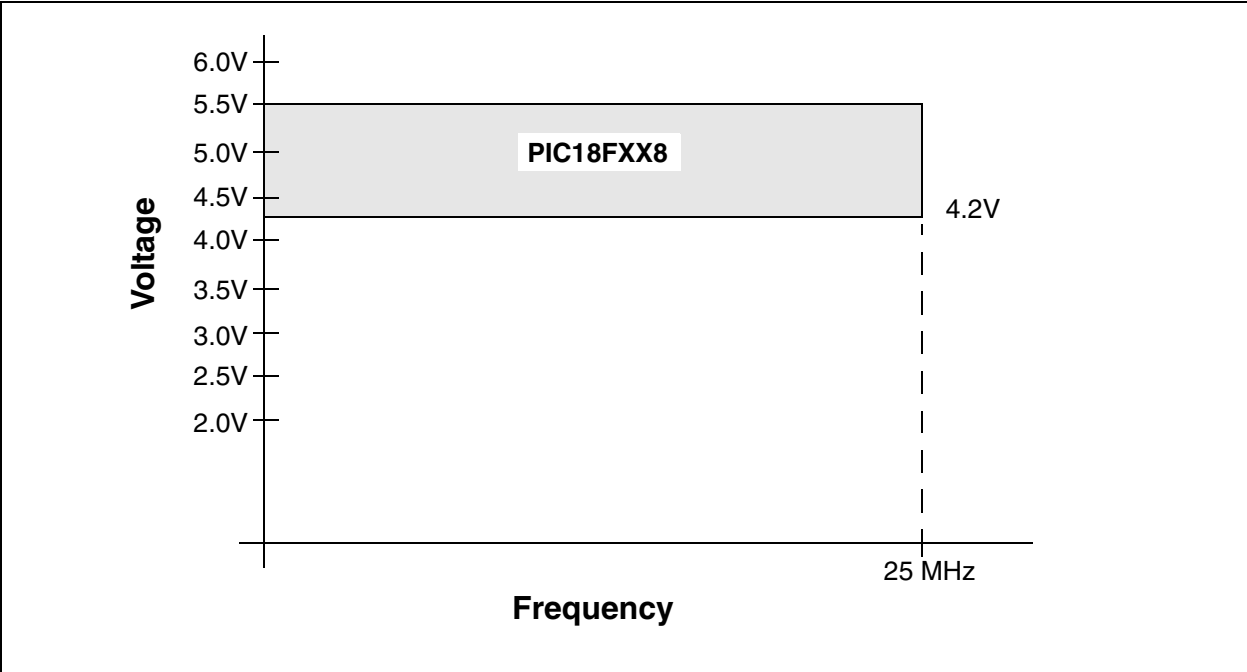 6.0V
5.5V
5.0V
4.5V
4.0V
3.5V
3.0V
2.5V
2.0V
Voltage
PIC18FXX8
4.2V
25 MHz
Frequency